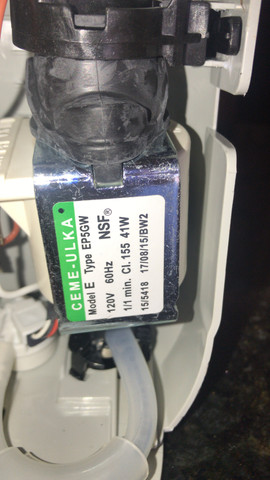 CEME-ULKA
Model E Type EP5GW
120V 60Hz NSF®
1/1 min. Cl. 155 41W
15/5418 17/08/15/BW2